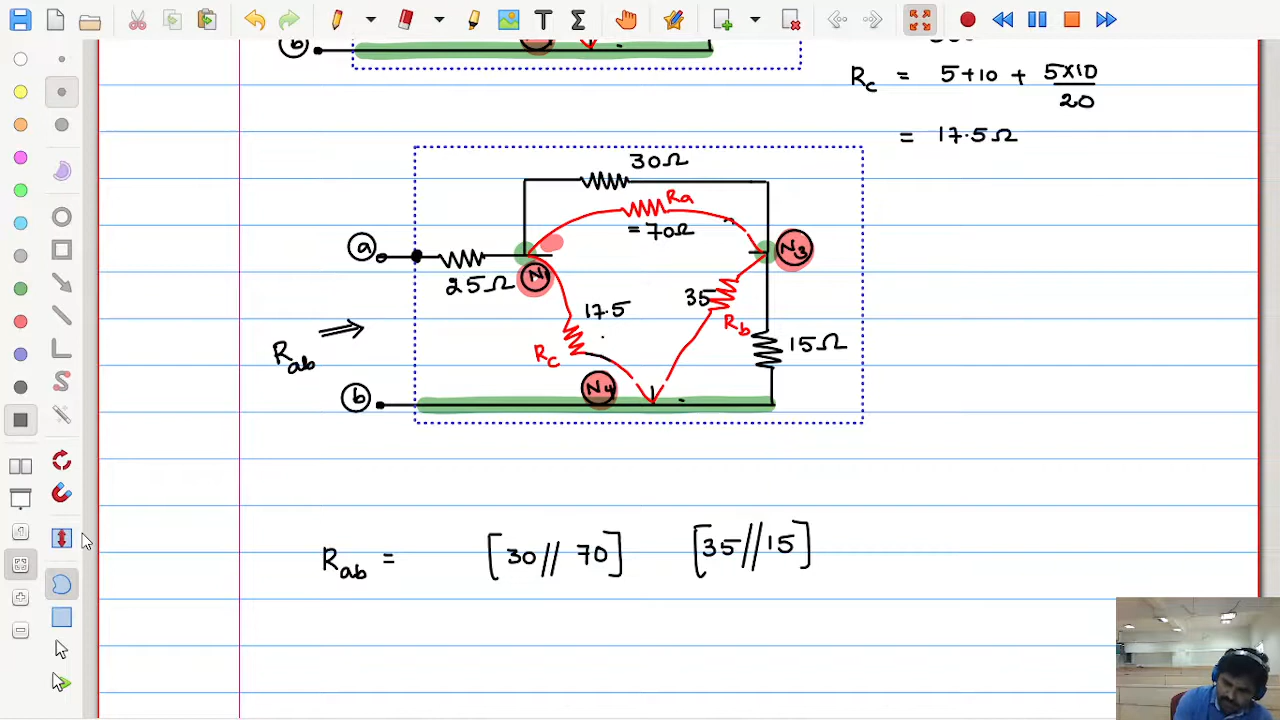 b
Rc = 5+10 + 5×10/20
= 17.5Ω
30Ω
Ra
= 70Ω
a
N3
25Ω
N1
17.5
35
Rb
15Ω
Rc
Rab ⇒
N4
b
Rab = [30 // 70] [35 // 15]